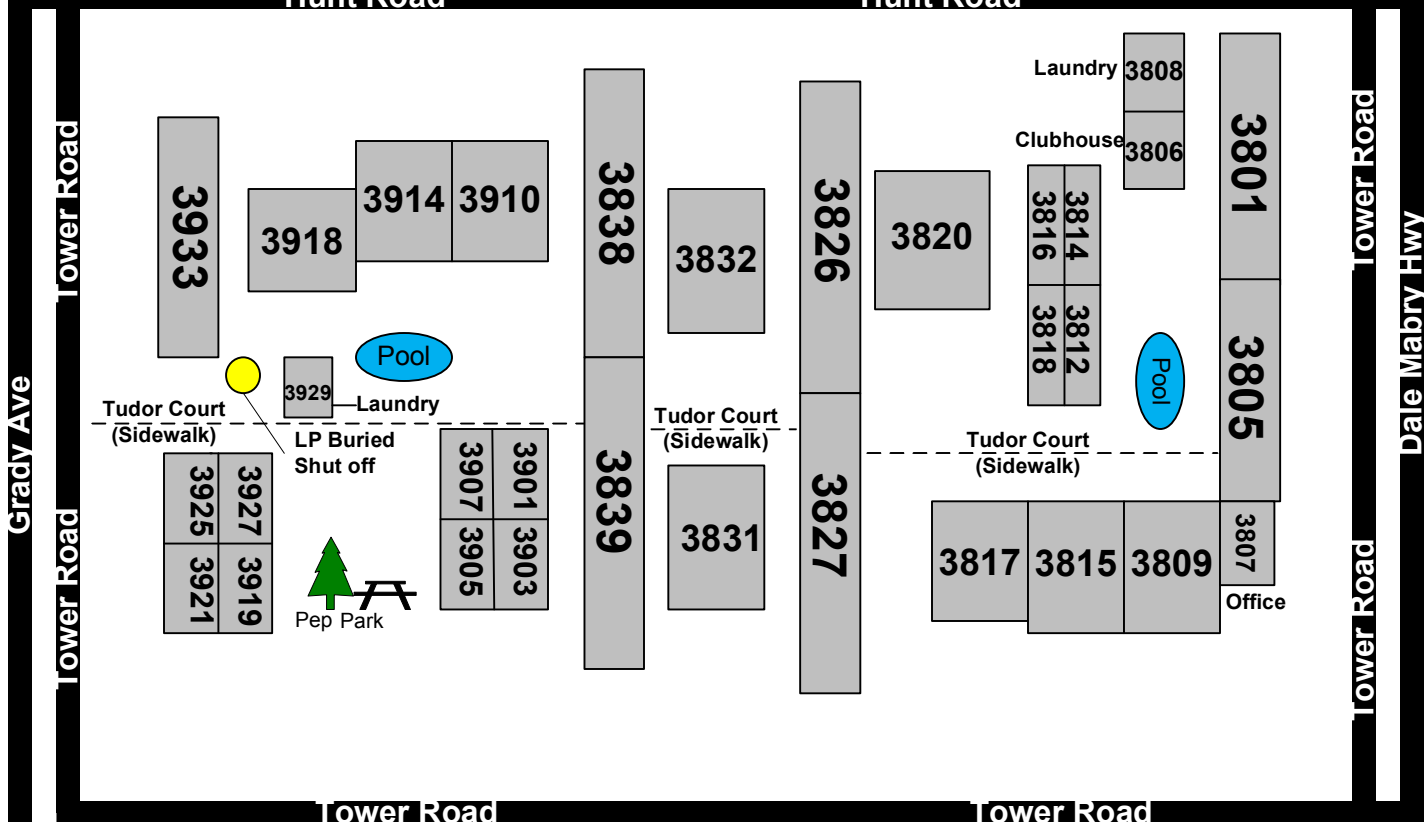 Hunt Road
Hunt Road
Laundry
3808
Clubhouse
3806
Tower Road
Tower Road
3933
3918
3914
3910
3838
3832
3826
3820
3816
3814
3818
3812
3801
3805
Dale Mabry Hwy
Grady Ave
Pool
3929
Laundry
Pool
Tudor Court
(Sidewalk)
LP Buried
Shut off
Tudor Court
(Sidewalk)
Tudor Court
(Sidewalk)
3925
3927
3921
3919
3907
3901
3905
3903
3839
3831
3827
3817
3815
3809
3807
Office
Pep Park
Tower Road
Tower Road
Tower Road
Tower Road